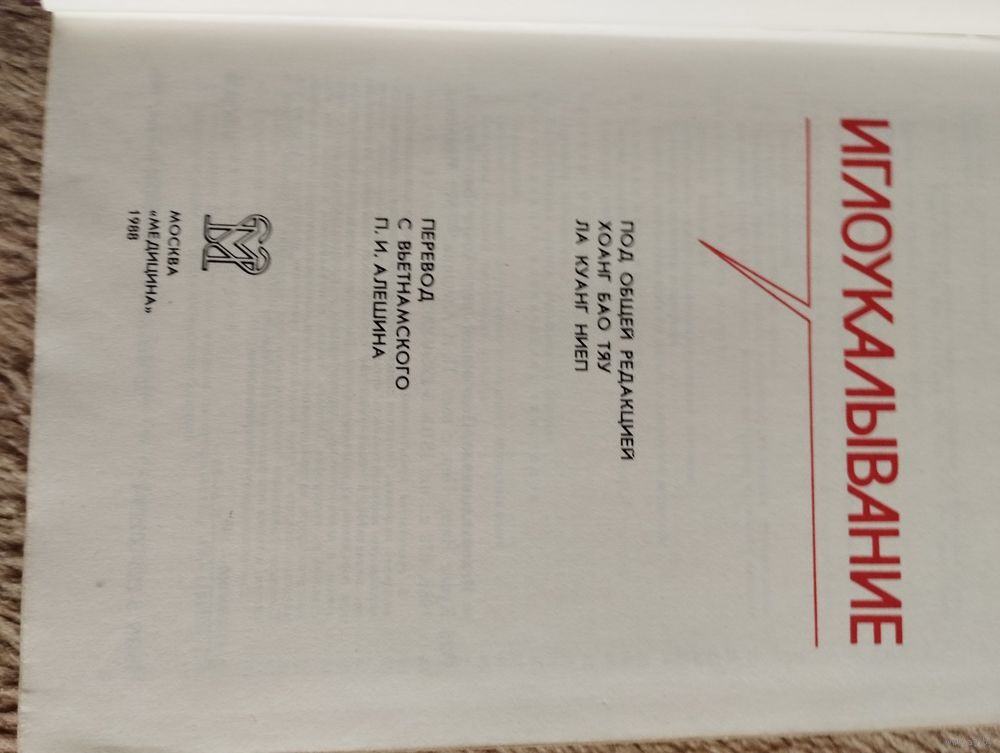 ИГЛОУКАЛЫВАНИЕ
ПОД ОБЩЕЙ РЕДАКЦИЕЙ
ХОАНГ БАО ТЯУ
ЛА КУАНГ НИЕП
ПЕРЕВОД
С ВЬЕТНАМСКОГО
П. И. АЛЕШИНА
МОСКВА
«МЕДИЦИНА»
1988